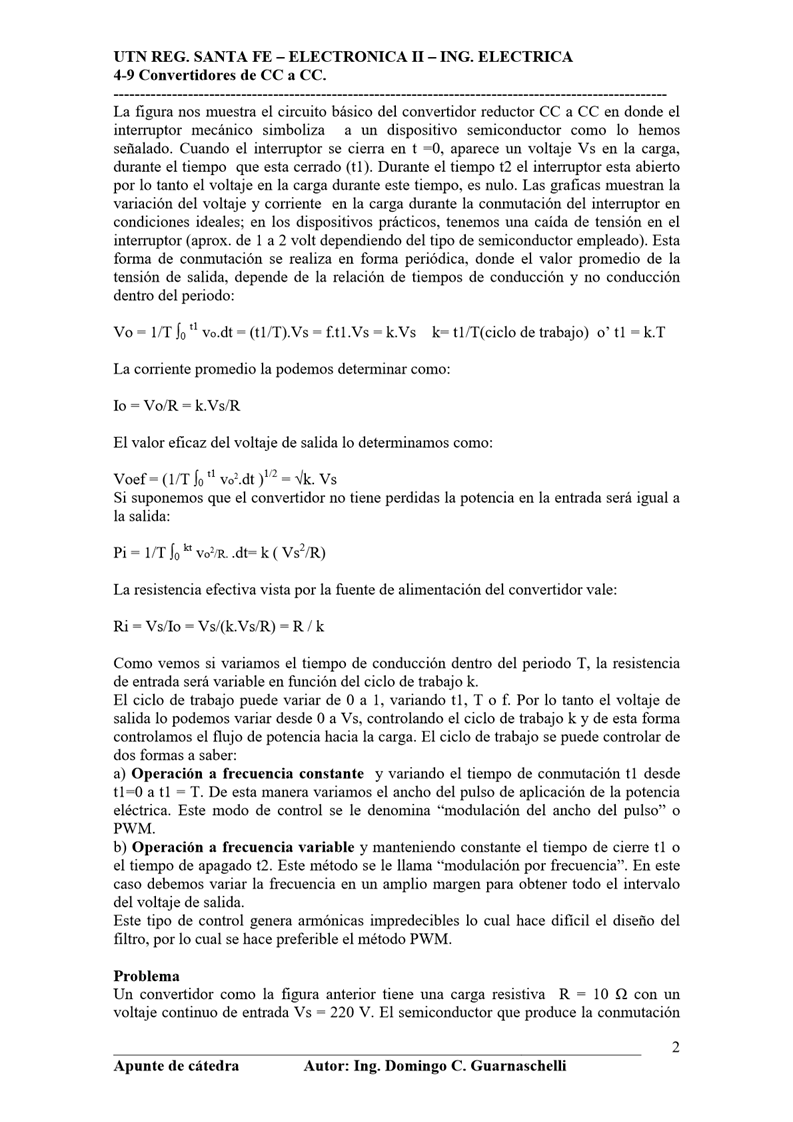 UTN REG. SANTA FE – ELECTRONICA II – ING. ELECTRICA
4-9 Convertidores de CC a CC.
---------------------------------------------------------------------------------------------------------
La figura nos muestra el circuito básico del convertidor reductor CC a CC en donde el
interruptor mecánico simboliza a un dispositivo semiconductor como lo hemos
señalado. Cuando el interruptor se cierra en t =0, aparece un voltaje Vs en la carga,
durante el tiempo que esta cerrado (t1). Durante el tiempo t2 el interruptor esta abierto
por lo tanto el voltaje en la carga durante este tiempo, es nulo. Las graficas muestran la
variación del voltaje y corriente en la carga durante la conmutación del interruptor en
condiciones ideales; en los dispositivos prácticos, tenemos una caída de tensión en el
interruptor (aprox. de 1 a 2 volt dependiendo del tipo de semiconductor empleado). Esta
forma de conmutación se realiza en forma periódica, donde el valor promedio de la
tensión de salida, depende de la relación de tiempos de conducción y no conducción
dentro del periodo:
Vo = 1/T ∫₀ ᵗ¹ vo.dt = (t1/T).Vs = f.t1.Vs = k.Vs k= t1/T(ciclo de trabajo) o’ t1 = k.T
La corriente promedio la podemos determinar como:
Io = Vo/R = k.Vs/R
El valor eficaz del voltaje de salida lo determinamos como:
Voef = (1/T ∫₀ ᵗ¹ vo².dt )¹/² = √k. Vs
Si suponemos que el convertidor no tiene perdidas la potencia en la entrada será igual a
la salida:
Pi = 1/T ∫₀ ᵏᵗ vo²/R. .dt= k ( Vs²/R)
La resistencia efectiva vista por la fuente de alimentación del convertidor vale:
Ri = Vs/Io = Vs/(k.Vs/R) = R / k
Como vemos si variamos el tiempo de conducción dentro del periodo T, la resistencia
de entrada será variable en función del ciclo de trabajo k.
El ciclo de trabajo puede variar de 0 a 1, variando t1, T o f. Por lo tanto el voltaje de
salida lo podemos variar desde 0 a Vs, controlando el ciclo de trabajo k y de esta forma
controlamos el flujo de potencia hacia la carga. El ciclo de trabajo se puede controlar de
dos formas a saber:
a) Operación a frecuencia constante y variando el tiempo de conmutación t1 desde
t1=0 a t1 = T. De esta manera variamos el ancho del pulso de aplicación de la potencia
eléctrica. Este modo de control se le denomina “modulación del ancho del pulso” o
PWM.
b) Operación a frecuencia variable y manteniendo constante el tiempo de cierre t1 o
el tiempo de apagado t2. Este método se le llama “modulación por frecuencia”. En este
caso debemos variar la frecuencia en un amplio margen para obtener todo el intervalo
del voltaje de salida.
Este tipo de control genera armónicas impredecibles lo cual hace difícil el diseño del
filtro, por lo cual se hace preferible el método PWM.
Problema
Un convertidor como la figura anterior tiene una carga resistiva R = 10 Ω con un
voltaje continuo de entrada Vs = 220 V. El semiconductor que produce la conmutación
2
Apunte de cátedra Autor: Ing. Domingo C. Guarnaschelli